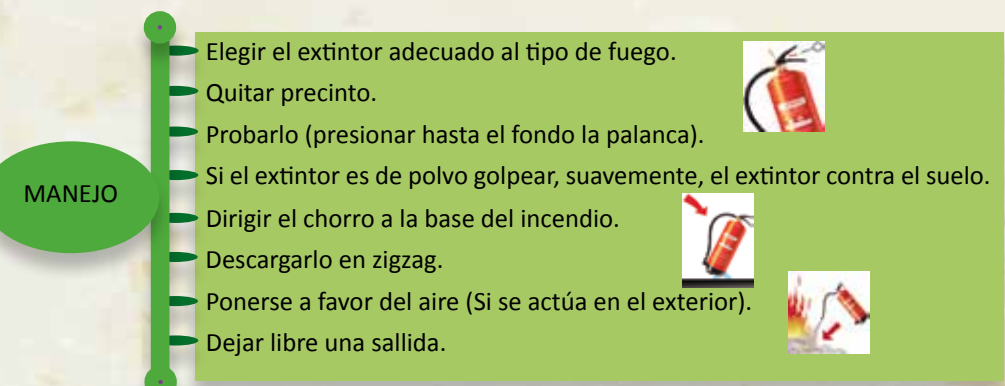 MANEJO
Elegir el extintor adecuado al tipo de fuego.
Quitar precinto.
Probarlo (presionar hasta el fondo la palanca).
Si el extintor es de polvo golpear, suavemente, el extintor contra el suelo.
Dirigir el chorro a la base del incendio.
Descargarlo en zigzag.
Ponerse a favor del aire (Si se actúa en el exterior).
Dejar libre una sallida.